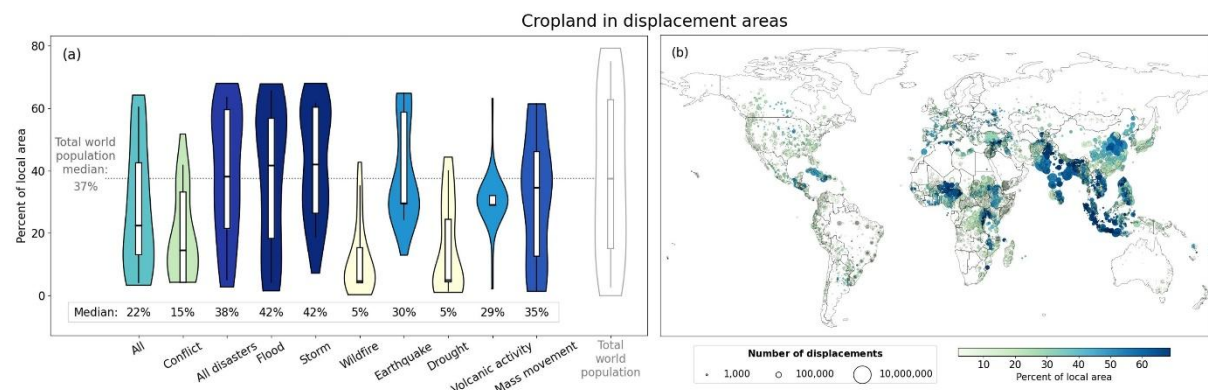 Cropland in displacement areas
(a)
80
60
40
20
0
Percent of local area
Total world
population
median:
37%
Median: 22% 15% 38% 42% 42% 5% 30% 5% 29% 35%
All
Conflict
All disasters
Flood
Storm
Wildfire
Earthquake
Drought
Volcanic activity
Mass movement
Total
world
population
(b)
Number of displacements
1,000 100,000 10,000,000
10 20 30 40 50 60
Percent of local area